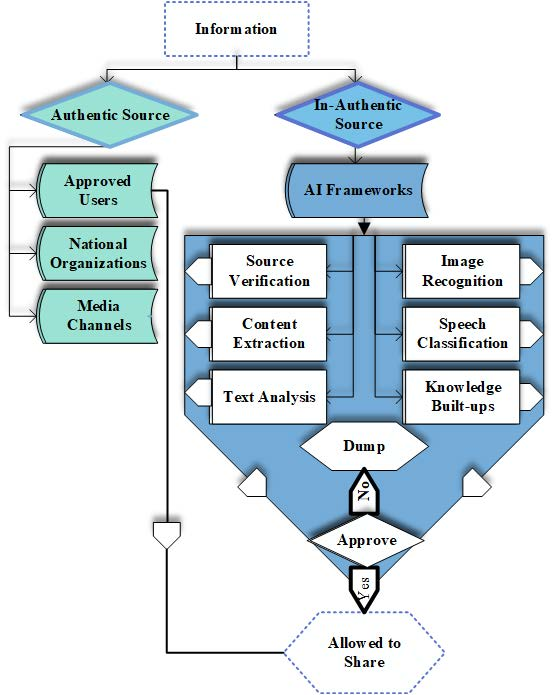 Information
Authentic Source
In-Authentic
Source
Approved
Users
AI Frameworks
National
Organizations
Media
Channels
Source
Verification
Image
Recognition
Content
Extraction
Speech
Classification
Text Analysis
Knowledge
Built-ups
Dump
No
Approve
Yes
Allowed to
Share